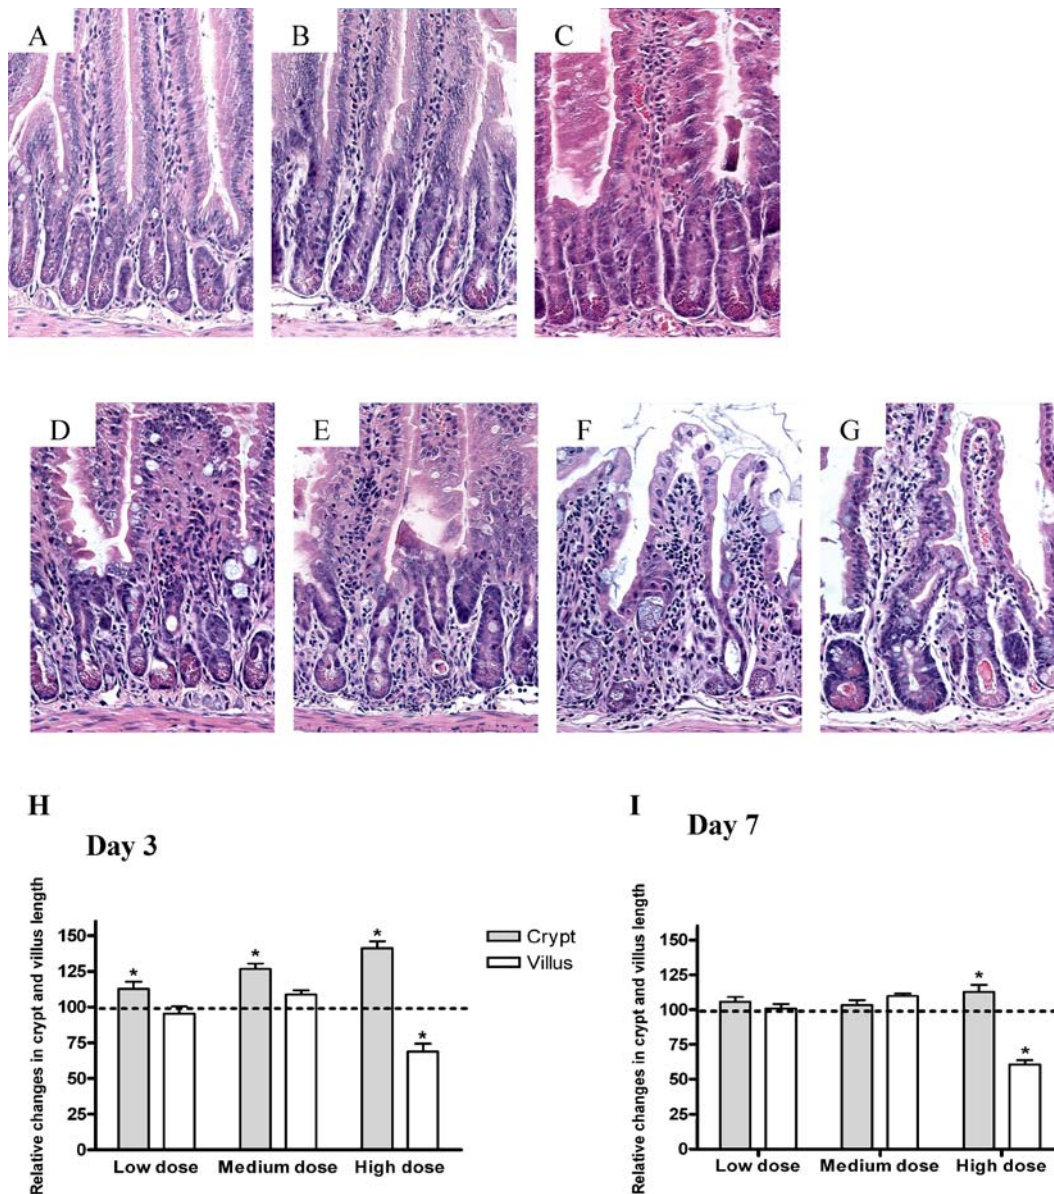 A
B
C
D
E
F
G
H
Day 3
Relative changes in crypt and villus length
150
125
100
75
50
25
0
*
*
*
*
Low dose
Medium dose
High dose
Crypt
Villus
I
Day 7
Relative changes in crypt and villus length
150
125
100
75
50
25
0
*
*
Low dose
Medium dose
High dose